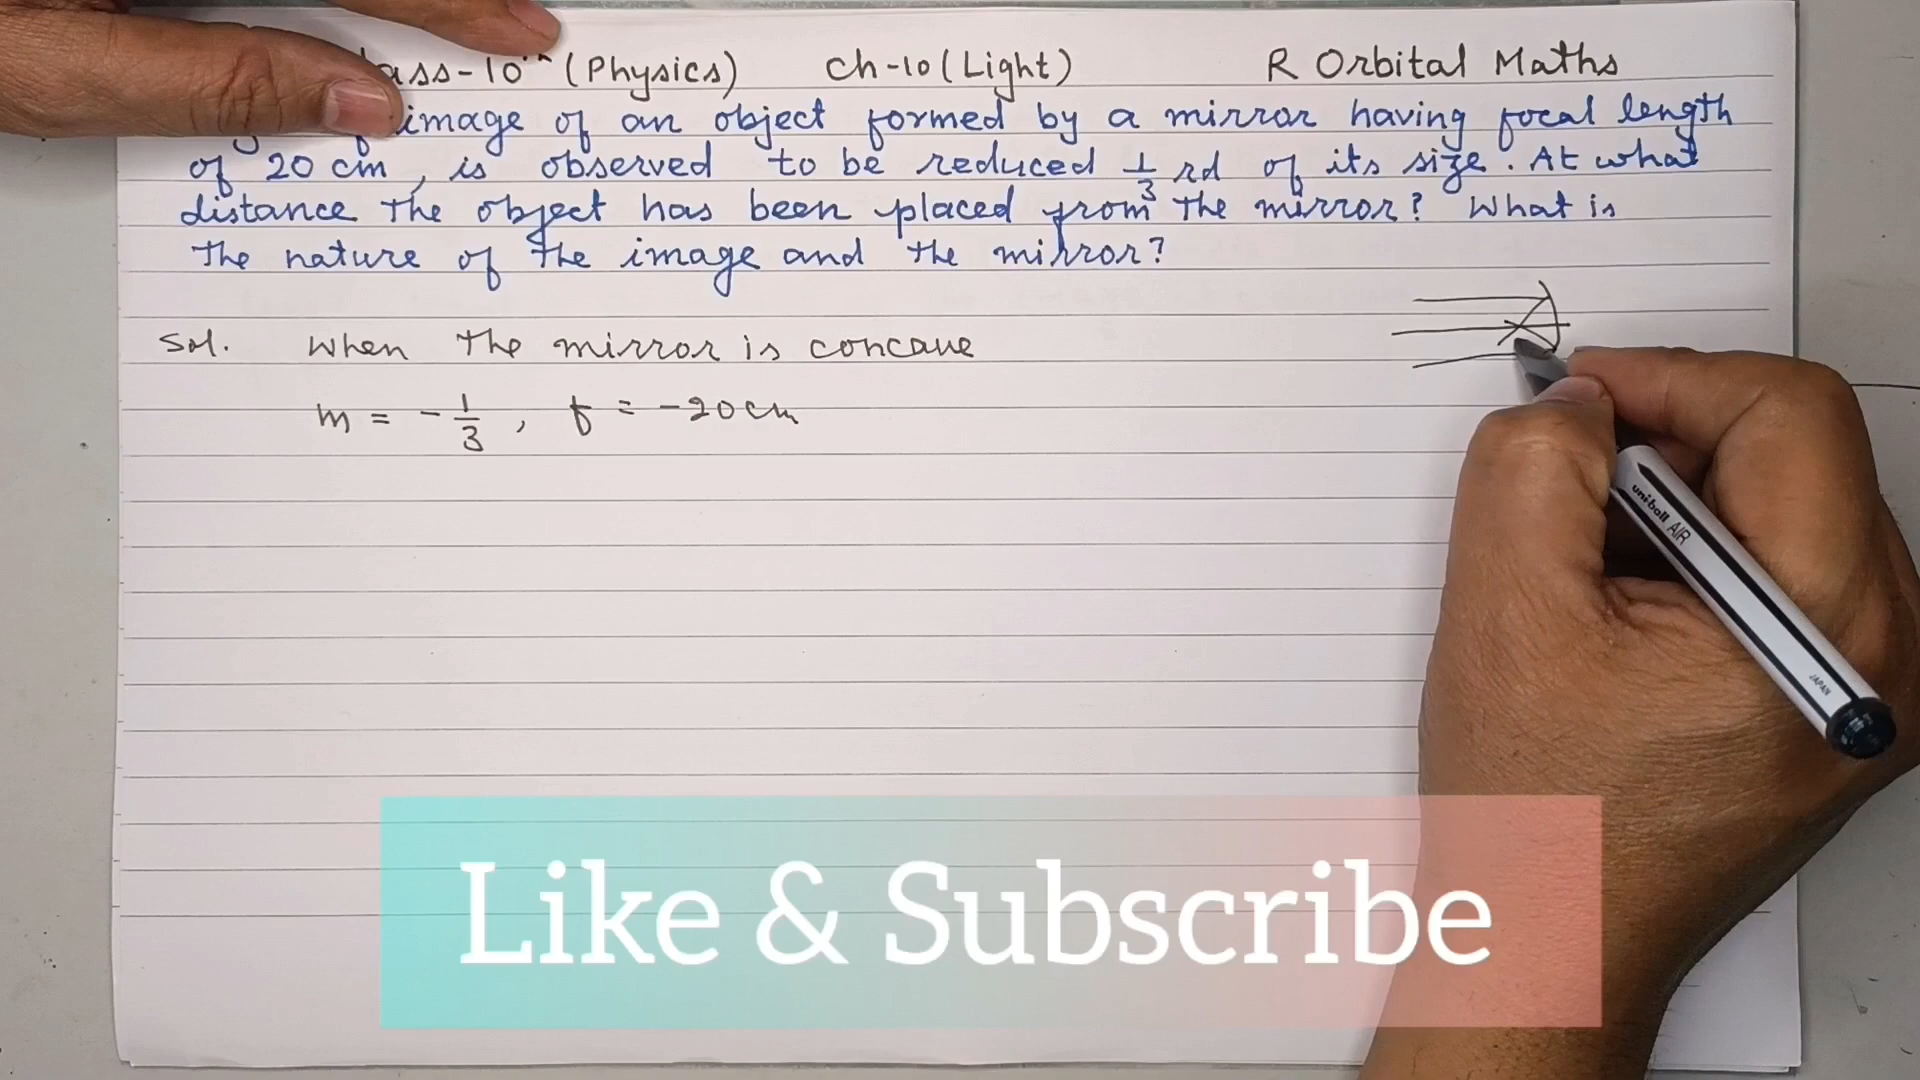 (Physics) Ch-10 (Light) R Orbital Maths
image of an object formed by a mirror having focal length
of 20 cm, is observed to be reduced 1/3 rd of its size. At what
distance the object has been placed from the mirror? What is
the nature of the image and the mirror?
Sol. When the mirror is concave
m = -1/3, f = -20 cm
uni-ball AIR
JAPAN
Like & Subscribe